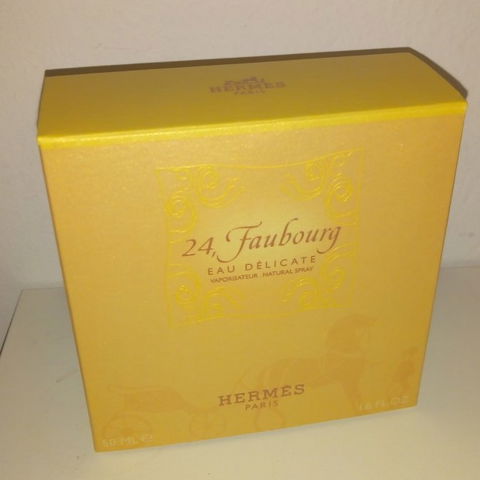 HERMÈS
PARIS
24, Faubourg
EAU DÉLICATE
VAPORISATEUR . NATURAL SPRAY
HERMÈS
PARIS
50 ML ℮
1.6 FL.OZ